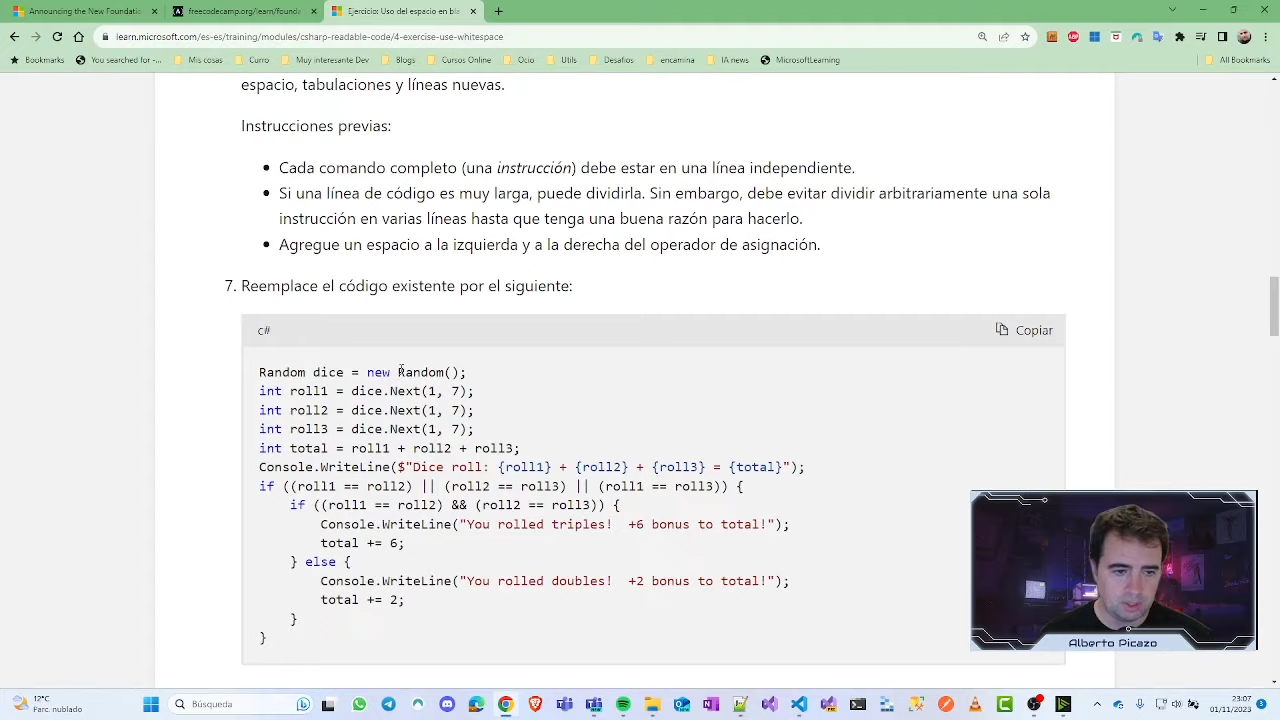 Announcing the New Foundatio
freecodecamp.org/learn/founda
Ejercicio: Uso del espacio en bla
learn.microsoft.com/es-es/training/modules/csharp-readable-code/4-exercise-use-whitespace
Bookmarks
You searched for -...
Mis cosas
Curro
Muy interesante Dev
Blogs
Cursos Online
Ocio
Utils
Desafios
encamina
IA news
MicrosoftLearning
All Bookmarks
espacio, tabulaciones y líneas nuevas.
Instrucciones previas:
Cada comando completo (una instrucción) debe estar en una línea independiente.
Si una línea de código es muy larga, puede dividirla. Sin embargo, debe evitar dividir arbitrariamente una sola
instrucción en varias líneas hasta que tenga una buena razón para hacerlo.
Agregue un espacio a la izquierda y a la derecha del operador de asignación.
7. Reemplace el código existente por el siguiente:
c#
Copiar
Random dice = new Random();
int roll1 = dice.Next(1, 7);
int roll2 = dice.Next(1, 7);
int roll3 = dice.Next(1, 7);
int total = roll1 + roll2 + roll3;
Console.WriteLine($"Dice roll: {roll1} + {roll2} + {roll3} = {total}");
if ((roll1 == roll2) || (roll2 == roll3) || (roll1 == roll3)) {
    if ((roll1 == roll2) && (roll2 == roll3)) {
        Console.WriteLine("You rolled triples!  +6 bonus to total!");
        total += 6;
    } else {
        Console.WriteLine("You rolled doubles!  +2 bonus to total!");
        total += 2;
    }
}
Alberto Picazo
12°C
Parc. nublado
Búsqueda
23:07
01/11/2023